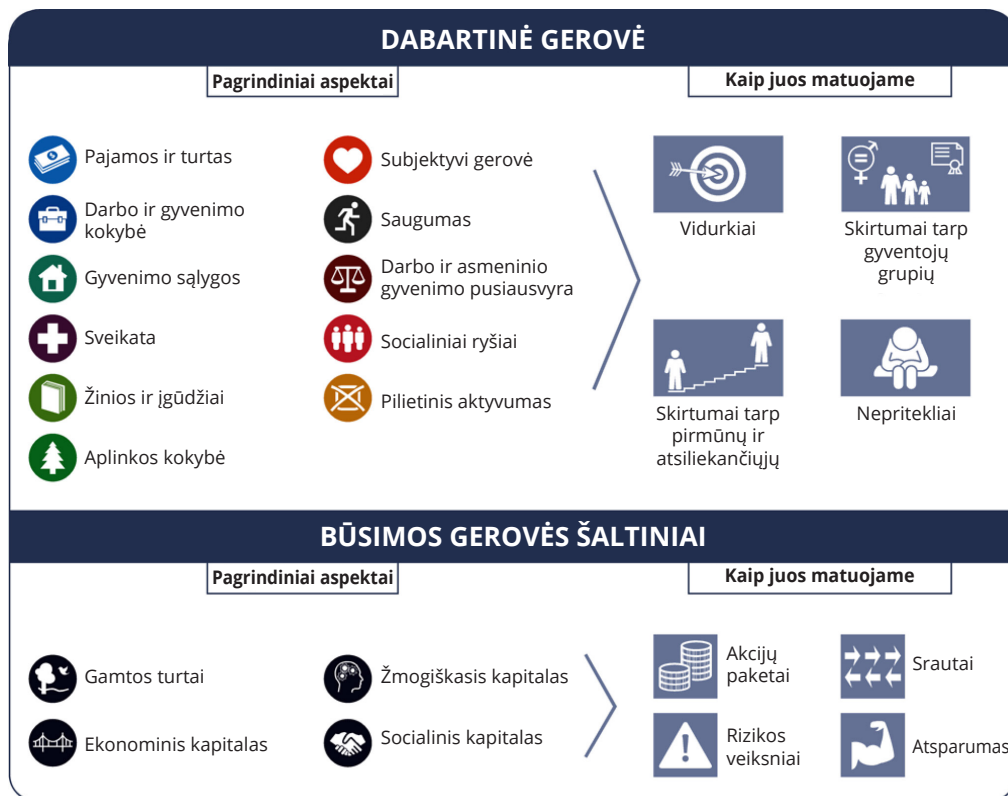 DABARTINĖ GEROVĖ
Pagrindiniai aspektai
Kaip juos matuojame
Pajamos ir turtas
Darbo ir gyvenimo
kokybė
Gyvenimo sąlygos
Sveikata
Žinios ir įgūdžiai
Aplinkos kokybė
Subjektyvi gerovė
Saugumas
Darbo ir asmeninio
gyvenimo pusiausvyra
Socialiniai ryšiai
Pilietinis aktyvumas
Vidurkiai
Skirtumai tarp
gyventojų
grupių
Skirtumai tarp
pirmūnų ir
atsiliekančiųjų
Nepritekliai
BŪSIMOS GEROVĖS ŠALTINIAI
Pagrindiniai aspektai
Kaip juos matuojame
Gamtos turtai
Ekonominis kapitalas
Žmogiškasis kapitalas
Socialinis kapitalas
Akcijų
paketai
Srautai
Rizikos
veiksniai
Atsparumas